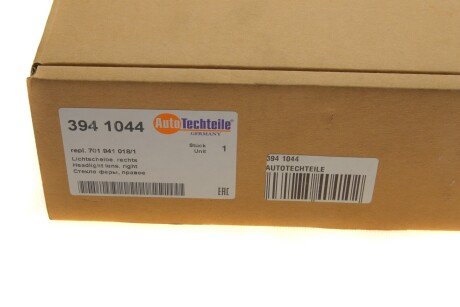 394 1044
AutoTechteile
GERMANY
repl. 701 941 018/1
Stück
Unit 1
Lichtscheibe, rechts
Headlight lens, right
Стекло фары, правое
EAC
394 1044
AUTOTECHTEILE